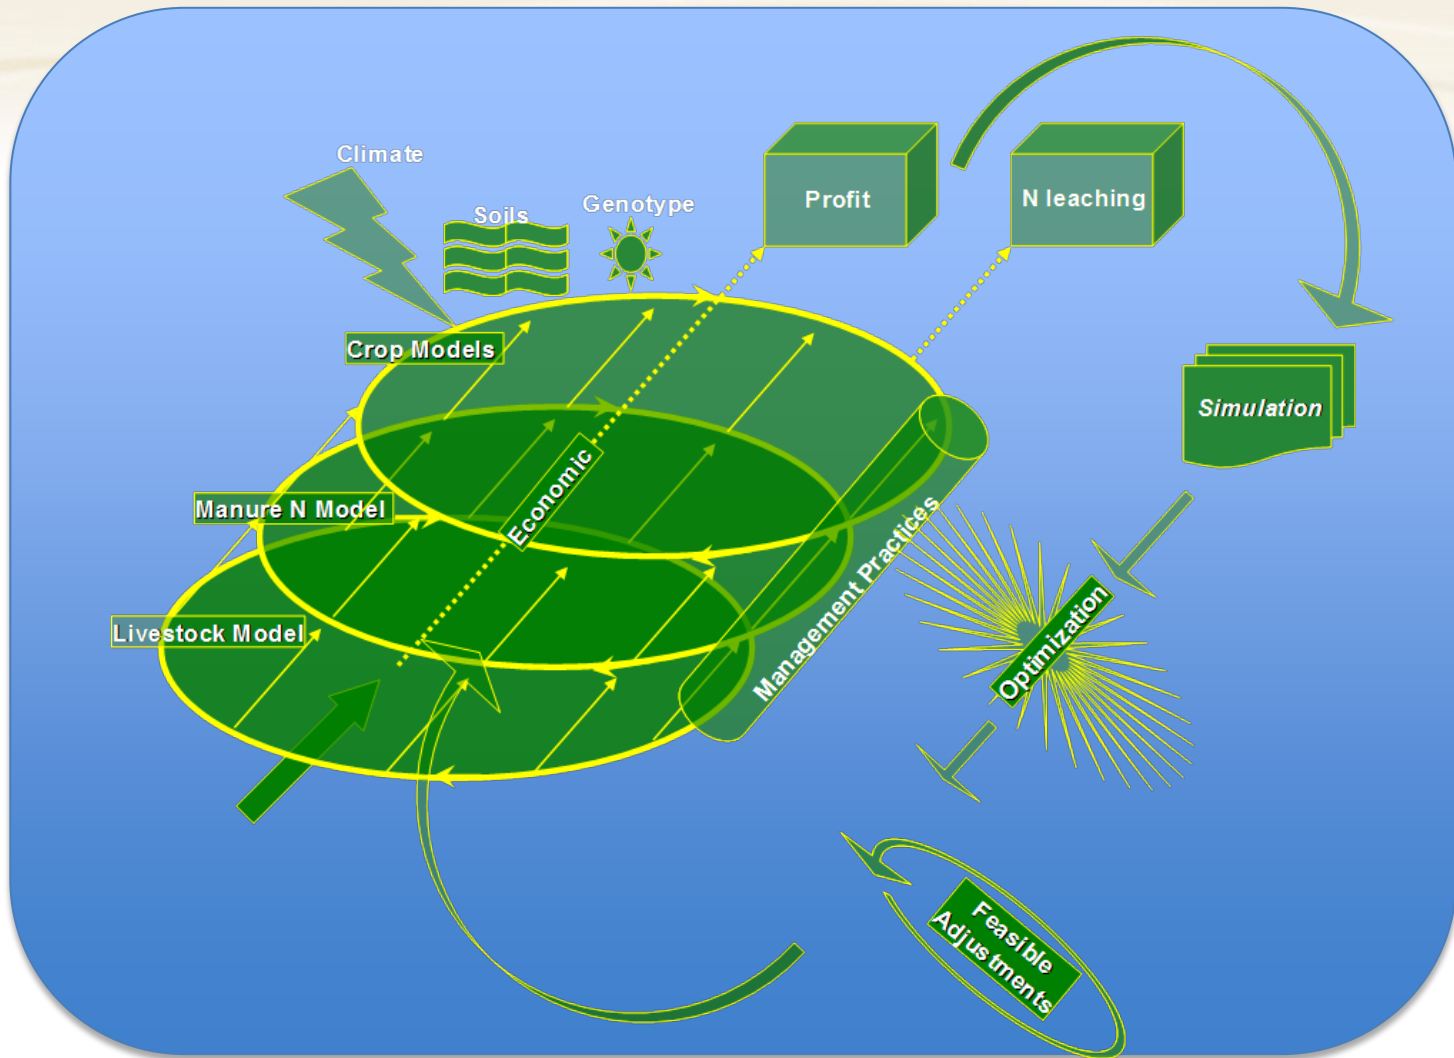 Climate
Soils
Genotype
Profit
N leaching
Crop Models
Simulation
Economic
Manure N Model
Management Practices
Livestock Model
Optimization
Feasible
Adjustments